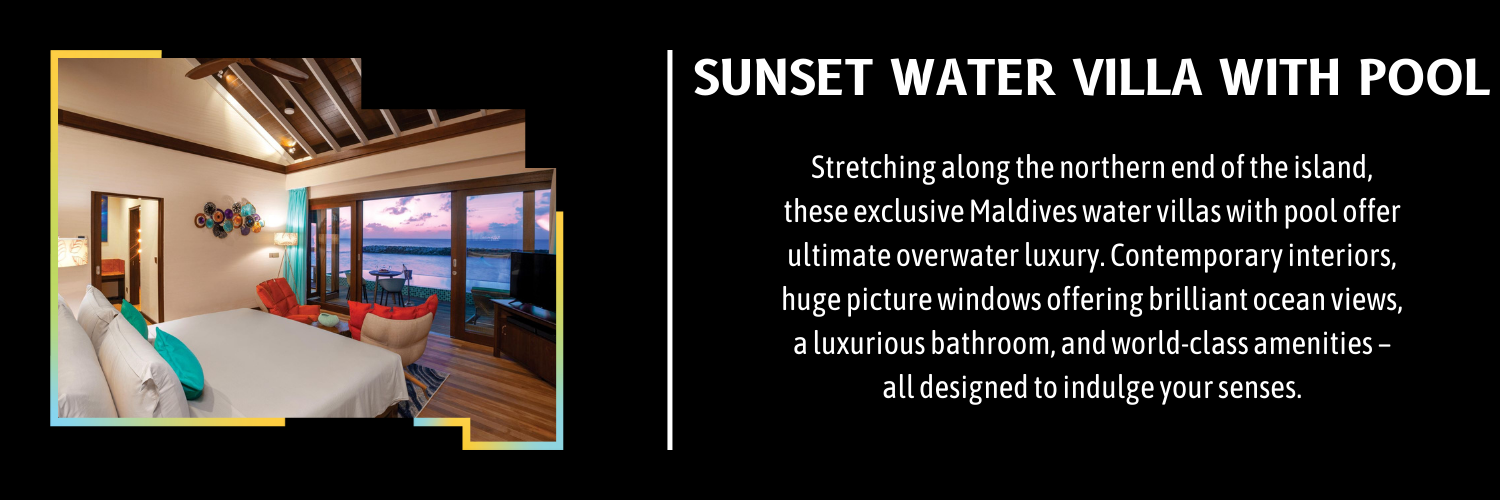 SUNSET WATER VILLA WITH POOL
Stretching along the northern end of the island,
these exclusive Maldives water villas with pool offer
ultimate overwater luxury. Contemporary interiors,
huge picture windows offering brilliant ocean views,
a luxurious bathroom, and world-class amenities –
all designed to indulge your senses.